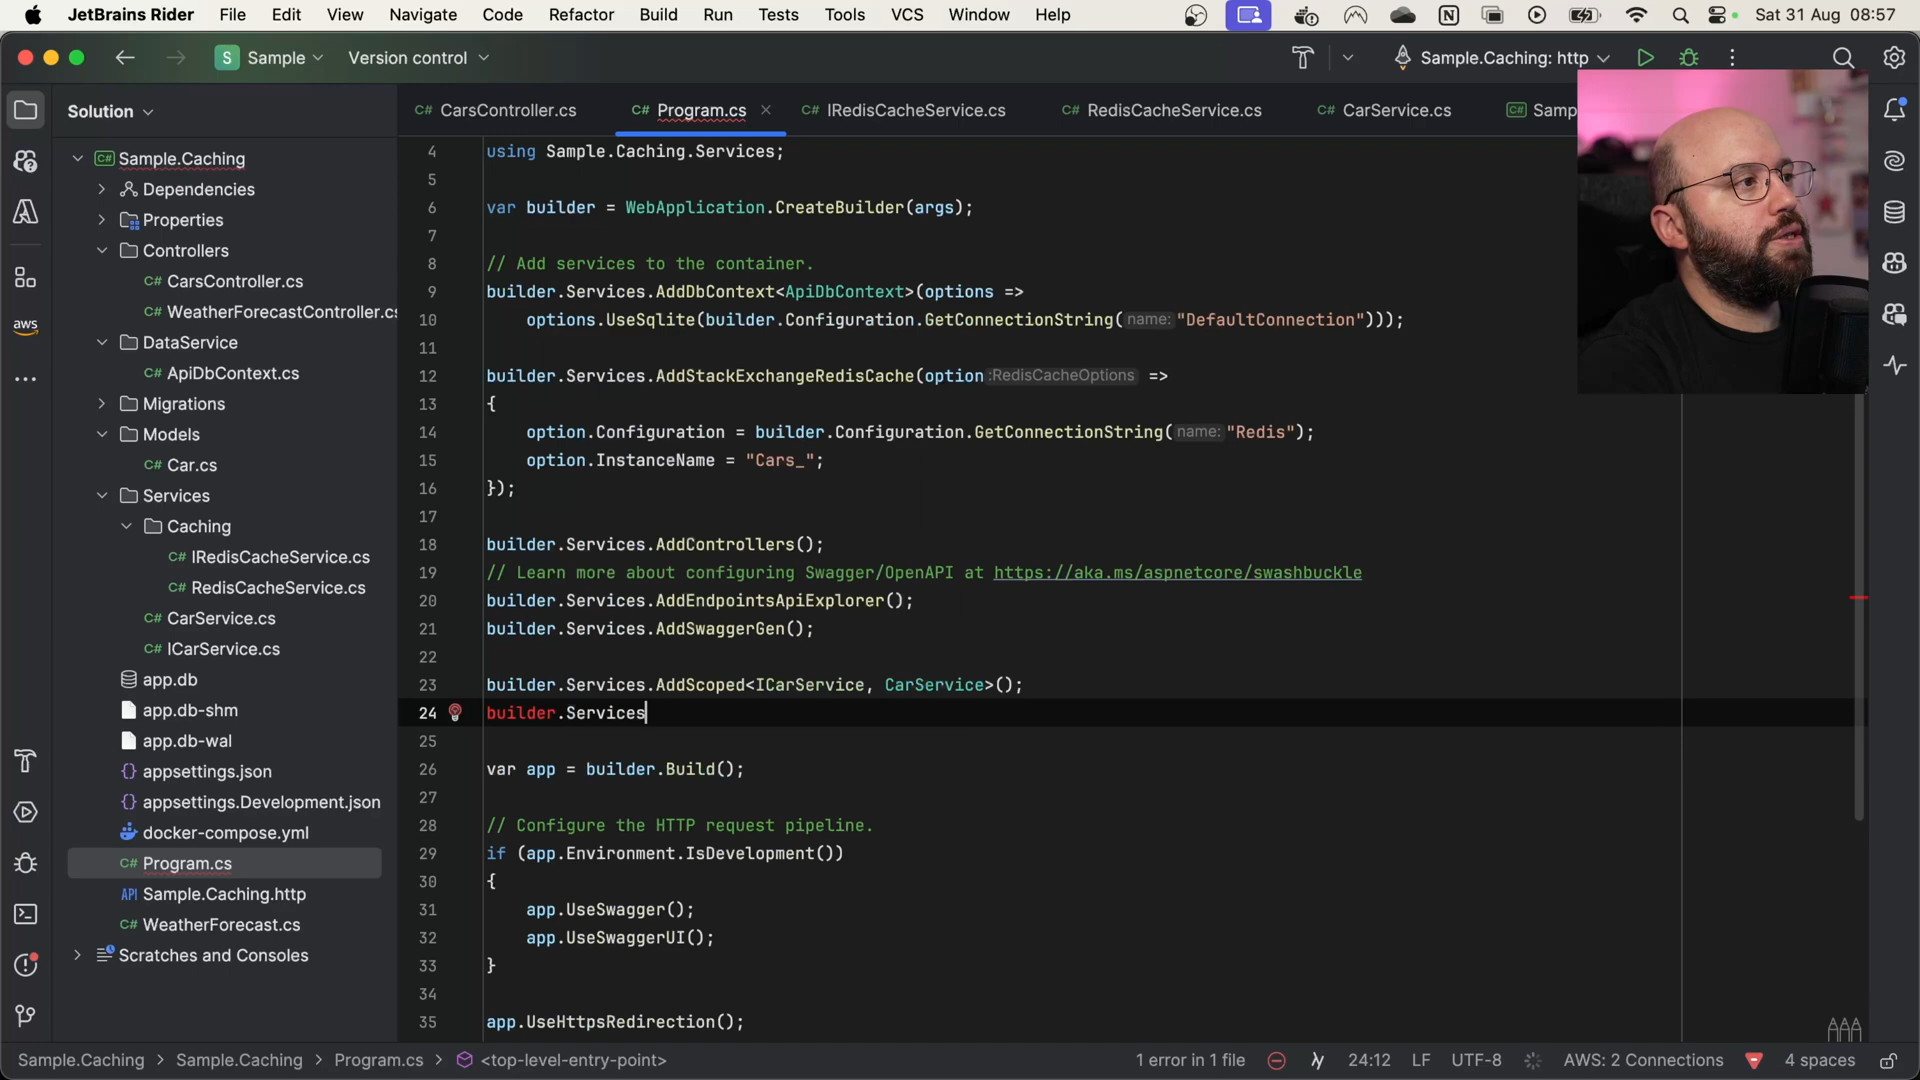 JetBrains Rider File Edit View Navigate Code Refactor Build Run Tests Tools VCS Window Help Sat 31 Aug 08:57
S Sample Version control Sample.Caching: http
Solution
CarsController.cs Program.cs IRedisCacheService.cs RedisCacheService.cs CarService.cs Samp
C# Sample.Caching
Dependencies
Properties
Controllers
C# CarsController.cs
C# WeatherForecastController.cs
DataService
C# ApiDbContext.cs
Migrations
Models
C# Car.cs
Services
Caching
C# IRedisCacheService.cs
C# RedisCacheService.cs
C# CarService.cs
C# ICarService.cs
app.db
app.db-shm
app.db-wal
{} appsettings.json
{} appsettings.Development.json
docker-compose.yml
C# Program.cs
API Sample.Caching.http
C# WeatherForecast.cs
Scratches and Consoles
aws
4 using Sample.Caching.Services;
5
6 var builder = WebApplication.CreateBuilder(args);
7
8 // Add services to the container.
9 builder.Services.AddDbContext<ApiDbContext>(options =>
10 options.UseSqlite(builder.Configuration.GetConnectionString( name: "DefaultConnection")));
11
12 builder.Services.AddStackExchangeRedisCache(option :RedisCacheOptions =>
13 {
14 option.Configuration = builder.Configuration.GetConnectionString( name: "Redis");
15 option.InstanceName = "Cars_";
16 });
17
18 builder.Services.AddControllers();
19 // Learn more about configuring Swagger/OpenAPI at https://aka.ms/aspnetcore/swashbuckle
20 builder.Services.AddEndpointsApiExplorer();
21 builder.Services.AddSwaggerGen();
22
23 builder.Services.AddScoped<ICarService, CarService>();
24 builder.Services
25
26 var app = builder.Build();
27
28 // Configure the HTTP request pipeline.
29 if (app.Environment.IsDevelopment())
30 {
31 app.UseSwagger();
32 app.UseSwaggerUI();
33 }
34
35 app.UseHttpsRedirection();
Sample.Caching > Sample.Caching > Program.cs > <top-level-entry-point> 1 error in 1 file 24:12 LF UTF-8 AWS: 2 Connections 4 spaces